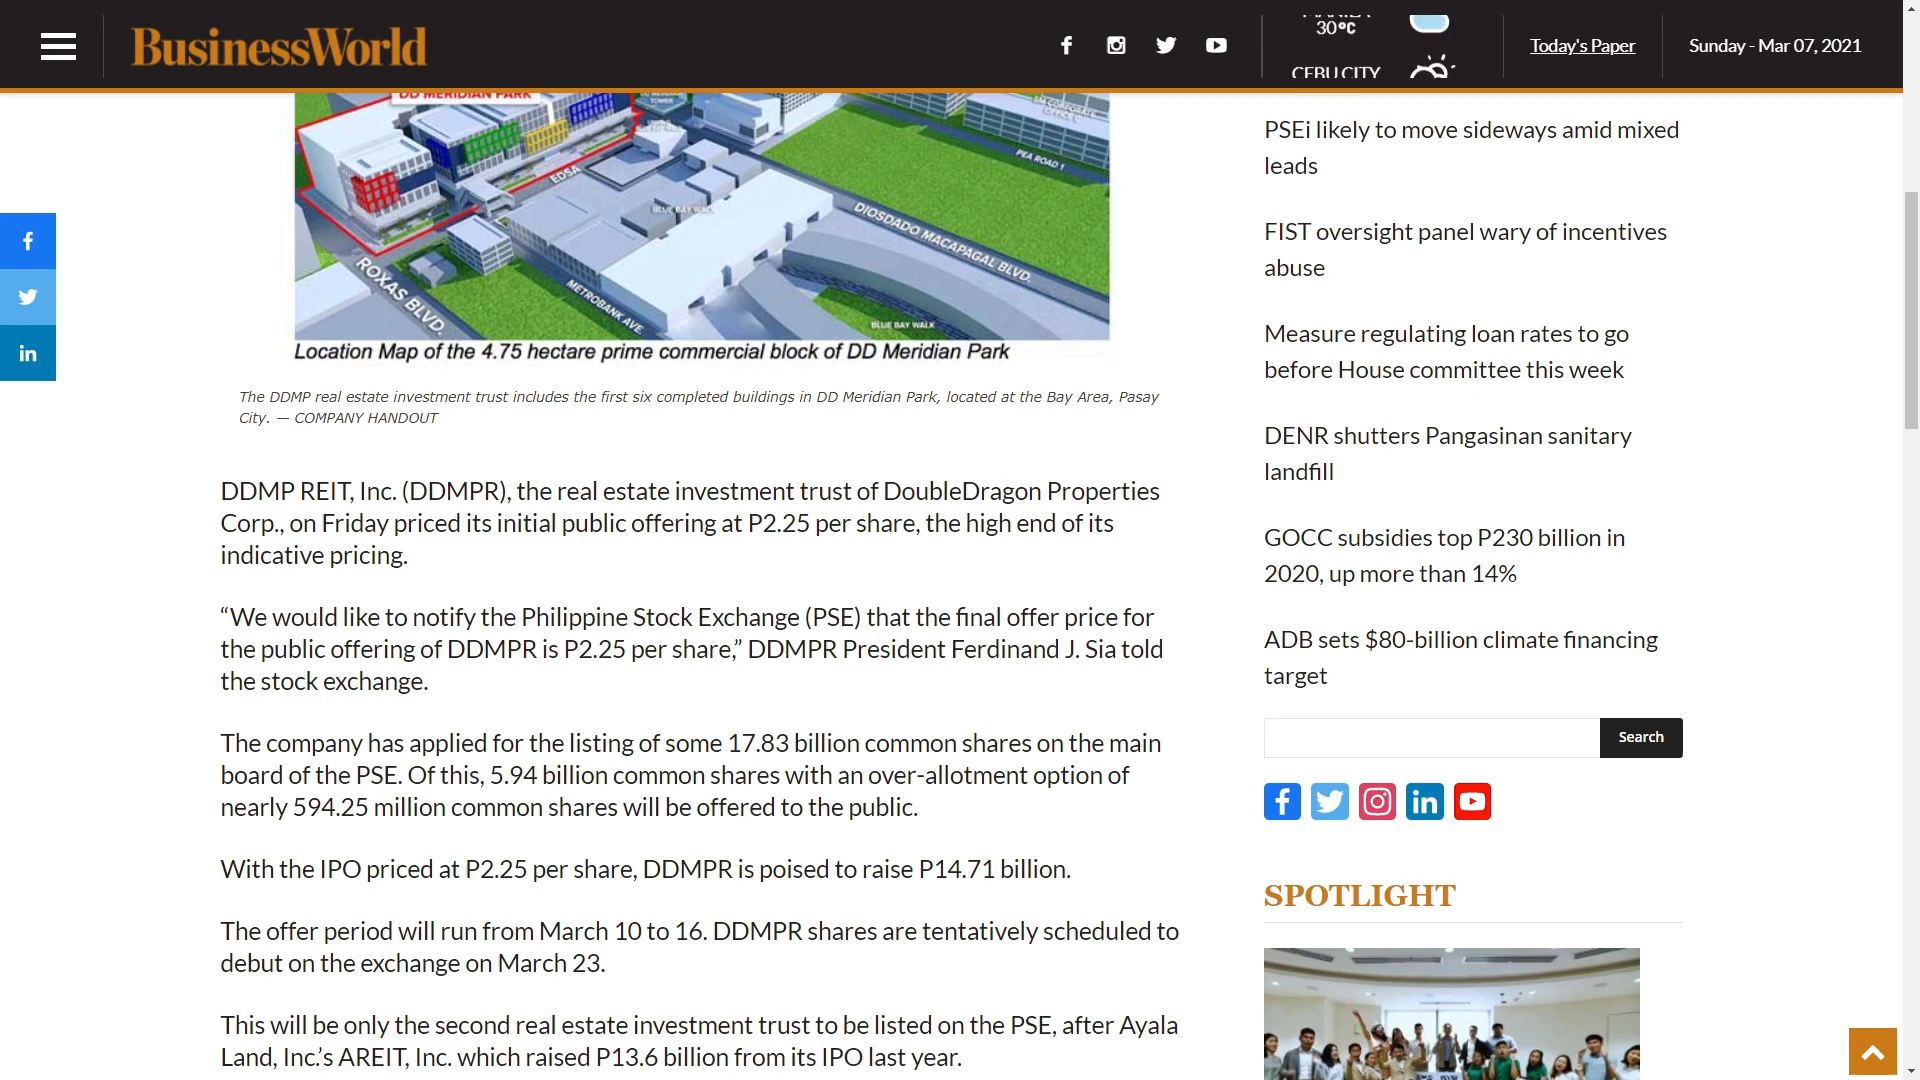 BusinessWorld
30°C
CEBU CITY
Today's Paper
Sunday - Mar 07, 2021
DD MERIDIAN PARK
EDSA
PEA ROAD 1
BLUE BAY WALK
DIOSDADO MACAPAGAL BLVD.
ROXAS BLVD.
METROBANK AVE.
BLUE BAY WALK
Location Map of the 4.75 hectare prime commercial block of DD Meridian Park
The DDMP real estate investment trust includes the first six completed buildings in DD Meridian Park, located at the Bay Area, Pasay
City. — COMPANY HANDOUT
DDMP REIT, Inc. (DDMPR), the real estate investment trust of DoubleDragon Properties
Corp., on Friday priced its initial public offering at P2.25 per share, the high end of its
indicative pricing.
“We would like to notify the Philippine Stock Exchange (PSE) that the final offer price for
the public offering of DDMPR is P2.25 per share,” DDMPR President Ferdinand J. Sia told
the stock exchange.
The company has applied for the listing of some 17.83 billion common shares on the main
board of the PSE. Of this, 5.94 billion common shares with an over-allotment option of
nearly 594.25 million common shares will be offered to the public.
With the IPO priced at P2.25 per share, DDMPR is poised to raise P14.71 billion.
The offer period will run from March 10 to 16. DDMPR shares are tentatively scheduled to
debut on the exchange on March 23.
This will be only the second real estate investment trust to be listed on the PSE, after Ayala
Land, Inc.’s AREIT, Inc. which raised P13.6 billion from its IPO last year.
PSEi likely to move sideways amid mixed
leads
FIST oversight panel wary of incentives
abuse
Measure regulating loan rates to go
before House committee this week
DENR shutters Pangasinan sanitary
landfill
GOCC subsidies top P230 billion in
2020, up more than 14%
ADB sets $80-billion climate financing
target
Search
SPOTLIGHT